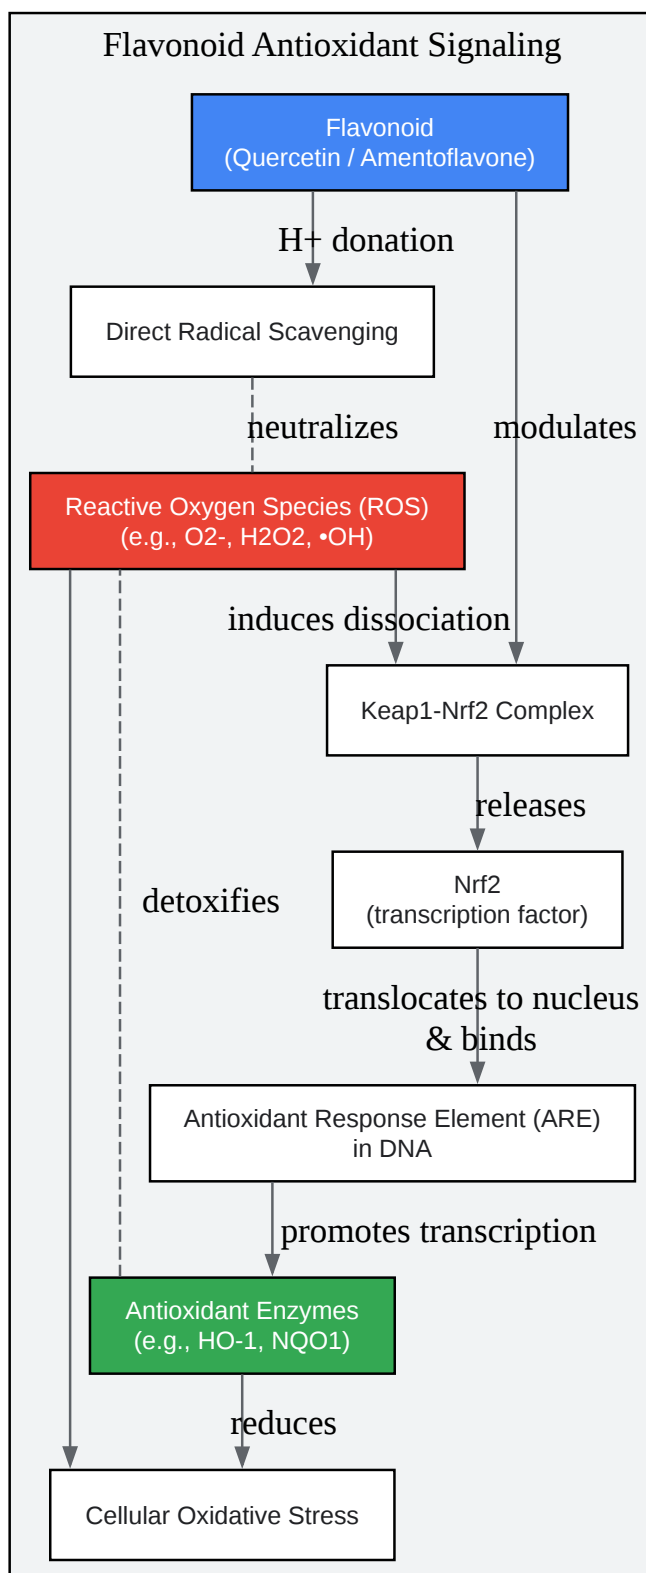 Flavonoid Antioxidant Signaling
Flavonoid
(Quercetin / Amentoflavone)
H+ donation
Direct Radical Scavenging
neutralizes
modulates
Reactive Oxygen Species (ROS)
(e.g., O2-, H2O2, •OH)
induces dissociation
Keap1-Nrf2 Complex
releases
Nrf2
(transcription factor)
detoxifies
translocates to nucleus
& binds
Antioxidant Response Element (ARE)
in DNA
promotes transcription
Antioxidant Enzymes
(e.g., HO-1, NQO1)
reduces
Cellular Oxidative Stress